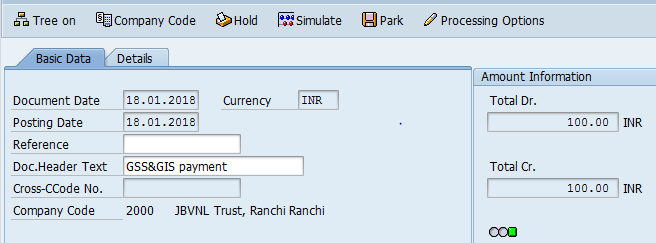 Tree on Company Code Hold Simulate Park Processing Options
Basic Data Details
Amount Information
Document Date 18.01.2018 Currency INR
Total Dr.
Posting Date 18.01.2018
100.00 INR
Reference
Doc.Header Text GSS&GIS payment
Total Cr.
Cross-CCode No.
100.00 INR
Company Code 2000 JBVNL Trust, Ranchi Ranchi